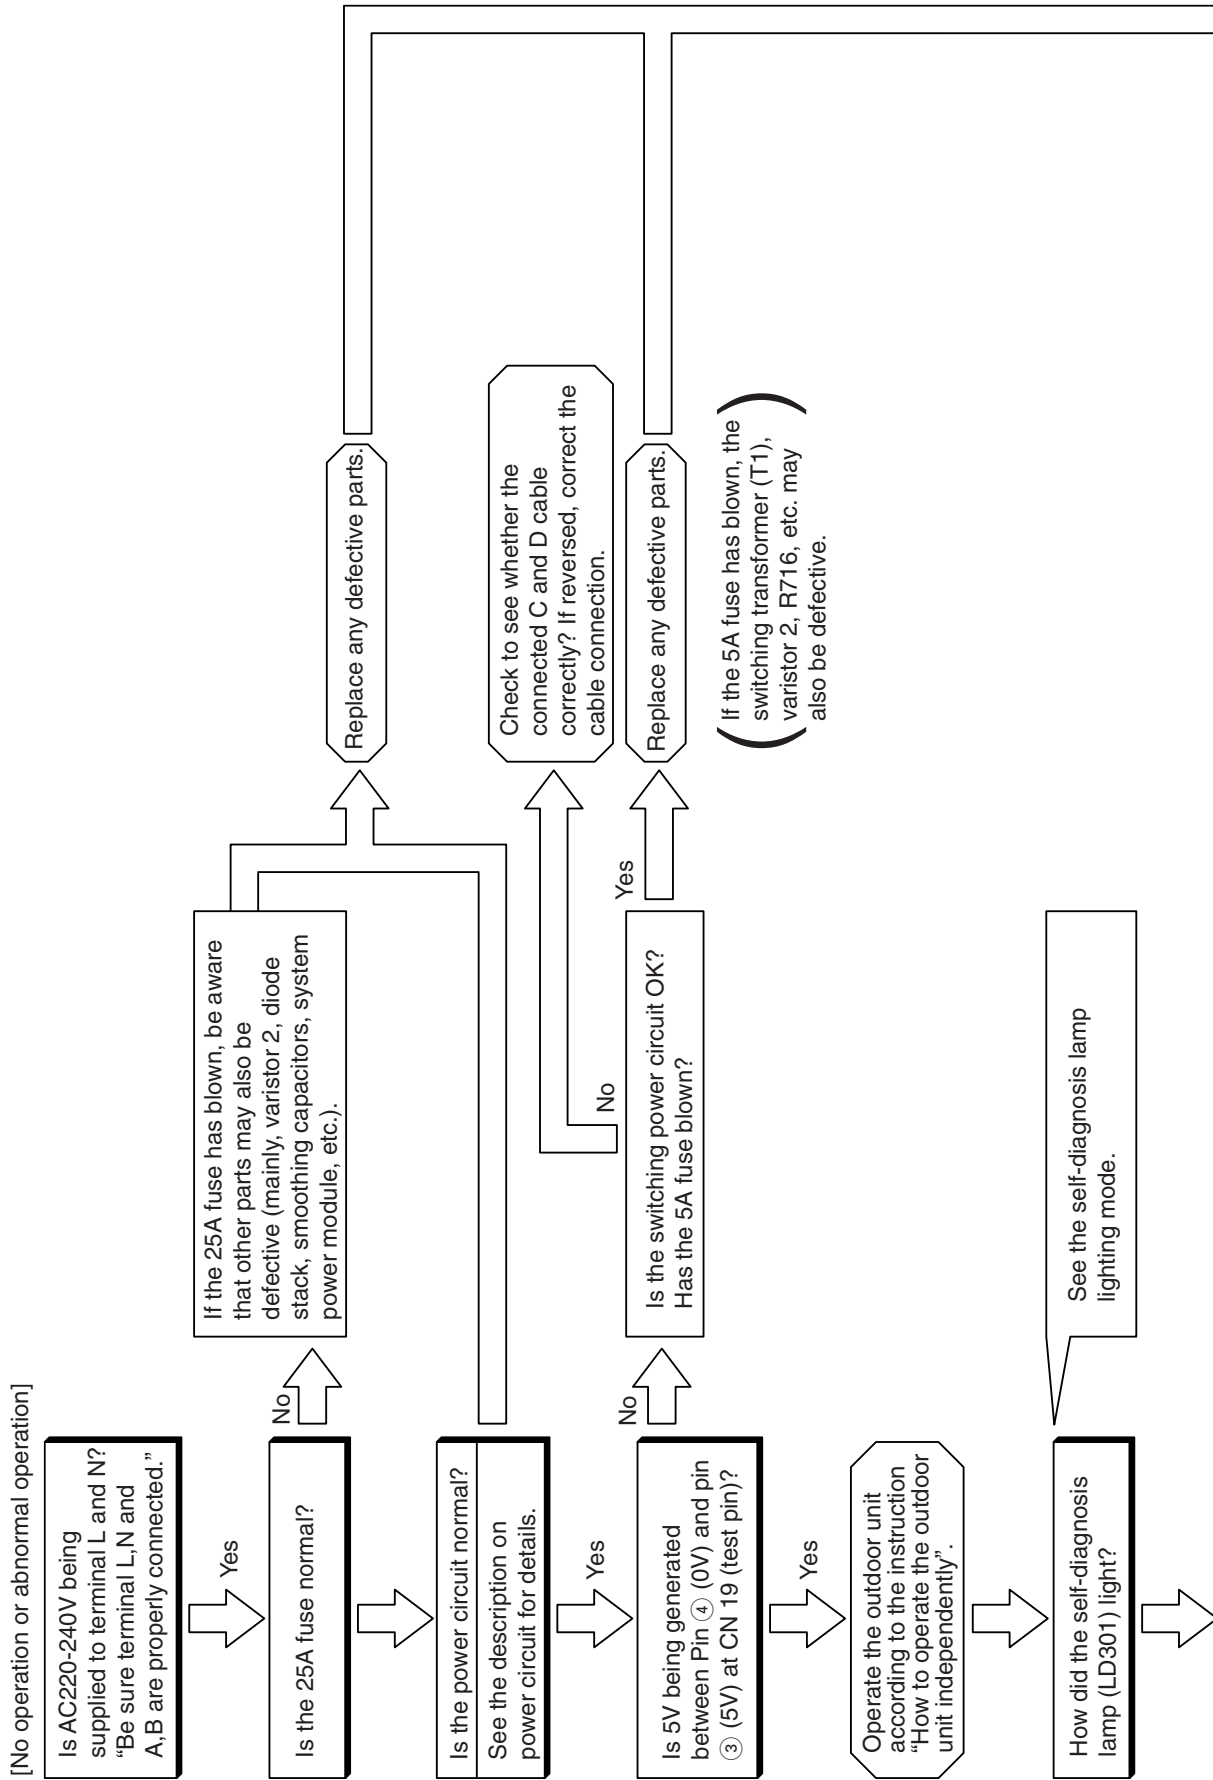 [No operation or abnormal operation]
Is AC220-240V being
supplied to terminal L and N?
“Be sure terminal L,N and
A,B are properly connected.”
Yes
Is the 25A fuse normal?
No
If the 25A fuse has blown, be aware
that other parts may also be
defective (mainly, varistor 2, diode
stack, smoothing capacitors, system
power module, etc.).
Replace any defective parts.
Is the power circuit normal?
See the description on
power circuit for details.
Yes
Is 5V being generated
between Pin ④ (0V) and pin
③ (5V) at CN 19 (test pin)?
No
Is the switching power circuit OK?
Has the 5A fuse blown?
No
Check to see whether the
connected C and D cable
correctly? If reversed, correct the
cable connection.
Yes
Replace any defective parts.
(If the 5A fuse has blown, the
switching transformer (T1),
varistor 2, R716, etc. may
also be defective.)
Yes
Operate the outdoor unit
according to the instruction
“How to operate the outdoor
unit independently”.
How did the self-diagnosis
lamp (LD301) light?
See the self-diagnosis lamp
lighting mode.